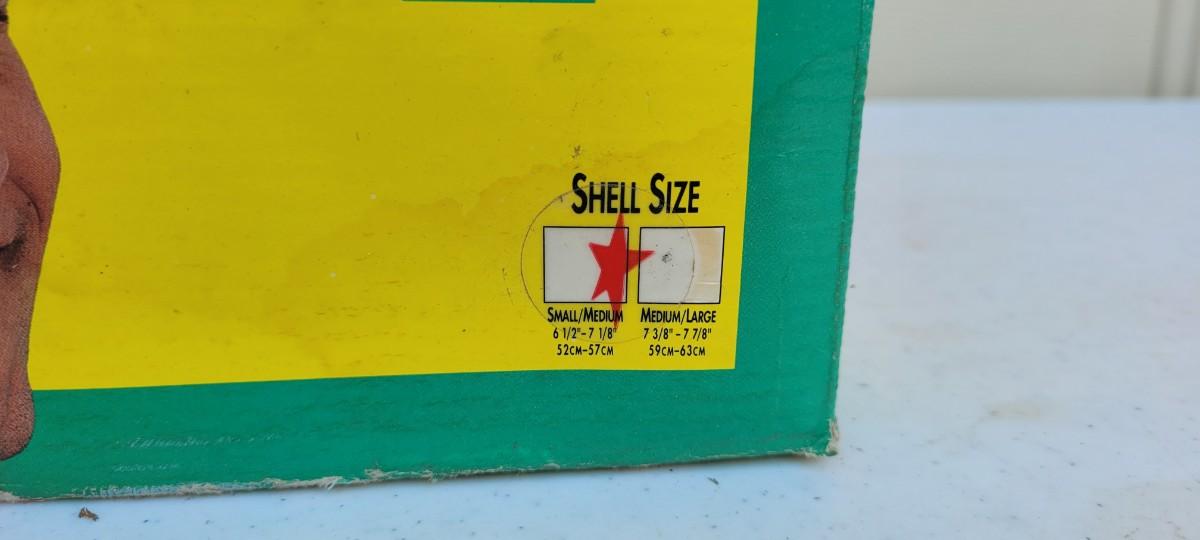 SHELL SIZE
SMALL/MEDIUM MEDIUM/LARGE
6 1/2"-7 1/8" 7 3/8"-7 7/8"
52CM-57CM 59CM-63CM